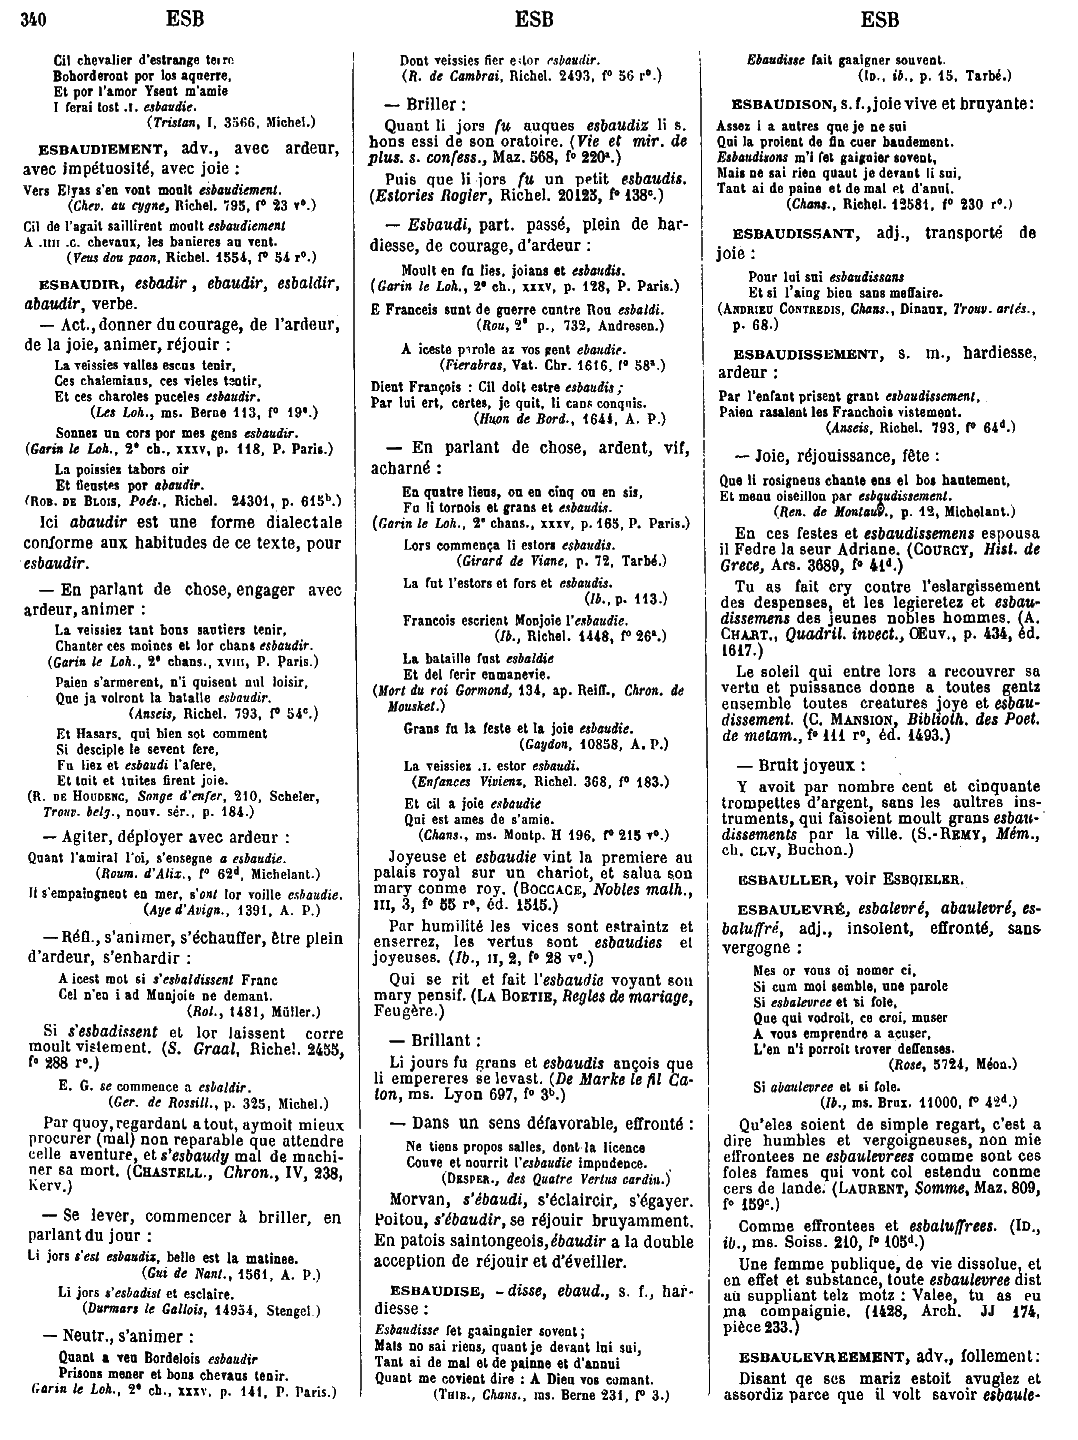 340 ESB ESB ESB
Cil chevalier d'estrange terre
Bohorderont por los aquerre,
Et por l'amor Yseut m'amie
I ferai tost .I. esbaudie.
(Tristan, I, 3566, Michel.)
ESBAUDIEMENT, adv., avec ardeur,
avec impétuosité, avec joie :
Vers Elyas s'en vont moult esbaudiement.
(Chev. au cygne, Richel. 795, f° 23 v°.)
Cil de l'agait saillirent moult esbaudiement
A .IIII .C. chevaux, les banieres au vent.
(Veus dou paon, Richel. 1554, f° 54 r°.)
ESBAUDIR, esbadir, ebaudir, esbaldir,
abaudir, verbe.
— Act., donner du courage, de l'ardeur,
de la joie, animer, réjouir :
La veissies valles escus tenir,
Ces chalemiaus, ces vieles tentir,
Et ces charoles puceles esbaudir.
(Les Loh., ms. Berne 113, f° 19ª.)
Sonnez un cors por mes gens esbaudir.
(Garin le Loh., 2° ch., XXXV, p. 118, P. Paris.)
La poissiez tabors oir
Et fleustes por abaudir.
(ROB. DE BLOIS, Poés., Richel. 24301, p. 615ᵇ.)
Ici abaudir est une forme dialectale
conforme aux habitudes de ce texte, pour
esbaudir.
— En parlant de chose, engager avec
ardeur, animer :
La veissiez tant bons sautiers tenir,
Chanter ces moines et lor chans esbaudir.
(Garin le Loh., 2° chans., XVIII, P. Paris.)
Paien s'armerent, n'i quisent nul loisir,
Que ja volront la bataille esbaudir.
(Anseis, Richel. 793, f° 54ᶜ.)
Et Hasars, qui bien sot comment
Si desciple le sevent fere,
Fu liez et esbaudi l'afere,
Et tuit et tuites firent joie.
(R. DE HOUDENC, Songe d'enfer, 210, Scheler,
Trouv. belg., nouv. sér., p. 184.)
— Agiter, déployer avec ardeur :
Quant l'amiral l'oi, s'ensegne a esbaudie.
(Roum. d'Alix., f° 62ᵈ, Michelant.)
It s'empaingnent en mer, s'ont lor voille esbaudie.
(Aye d'Avign., 1391, A. P.)
— Réfl., s'animer, s'échauffer, être plein
d'ardeur, s'enhardir :
A icest mot si s'esbaldissent Franc
Cel n'en i ad Munjoie ne demant.
(Rol., 1481, Müller.)
Si s'esbadissent et lor laissent corre
moult vistement. (S. Graal, Richel. 2455,
f° 288 r°.)
E. G. se commence a esbaldir.
(Ger. de Rossill., p. 325, Michel.)
Par quoy, regardant a tout, aymoit mieux
procurer (mal) non reparable que attendre
celle aventure, et s'esbaudy mal de machi-
ner sa mort. (CHASTELL., Chron., IV, 238,
Kerv.)
— Se lever, commencer à briller, en
parlant du jour :
Li jors s'est esbaudiz, belle est la matinee.
(Gui de Nant., 1561, A. P.)
Li jors s'esbadist et esclaire.
(Durmars le Gallois, 14954, Stengel.)
— Neutr., s'animer :
Quant a veu Bordelois esbaudir
Prisons mener et bons chevaus tenir.
Garin le Loh., 2° ch., XXXV, p. 141, P. Paris.)
Dont veissies fier estor esbaudir.
(R. de Cambrai, Richel. 2493, f° 56 r°.)
— Briller :
Quant li jors fu auques esbaudiz li s.
hons essi de son oratoire. (Vie et mir. de
plus. s. confess., Maz. 568, f° 220ª.)
Puis que li jors fu un petit esbaudis.
(Estories Rogier, Richel. 20125, f° 138ᶜ.)
— Esbaudi, part. passé, plein de har-
diesse, de courage, d'ardeur :
Moult en fu lies, joians et esbaudis.
(Garin le Loh., 2° ch., XXXV, p. 128, P. Paris.)
E Franceis sunt de guerre cuntre Rou esbaldi.
(Rou, 2° p., 732, Andresen.)
A iceste parole az vos gent ebaudie.
(Fierabras, Vat. Chr. 1616, f° 58ª.)
Dient François : Cil doit estre esbaudis ;
Par lui ert, certes, je quit, li cans conquis.
(Huon de Bord., 1644, A. P.)
— En parlant de chose, ardent, vif,
acharné :
En quatre liens, ou en cinq ou en sis,
Fu li tornois et grans et esbaudis.
(Garin le Loh., 2° chans., XXXV, p. 165, P. Paris.)
Lors commença li estors esbaudis.
(Girard de Viane, p. 72, Tarbé.)
La fut l'estors et fors et esbaudis.
(Ib., p. 113.)
Francois escrient Monjoie l'esbaudie.
(Ib., Richel. 1448, f° 26ª.)
La bataille fust esbaldie
Et del ferir enmanevie.
(Mort du roi Gormond, 134, ap. Reiff., Chron. de
Mousket.)
Grans fu la feste et la joie esbaudie.
(Gaydon, 10858, A. P.)
La veissiez .I. estor esbaudi.
(Enfances Vivienz, Richel. 368, f° 183.)
Et cil a joie esbaudie
Qui est ames de s'amie.
(Chans., ms. Montp. H 196, f° 215 v°.)
Joyeuse et esbaudie vint la premiere au
palais royal sur un chariot, et salua son
mary conme roy. (BOCCACE, Nobles malh.,
III, 3, f° 55 r°, éd. 1515.)
Par humilité les vices sont estraintz et
enserrez, les vertus sont esbaudies et
joyeuses. (Ib., II, 2, f° 28 v°.)
Qui se rit et fait l'esbaudie voyant son
mary pensif. (LA BOETIE, Regles de mariage,
Feugère.)
— Brillant :
Li jours fu grans et esbaudis ançois que
li empereres se levast. (De Marke le fil Ca-
ton, ms. Lyon 697, f° 3ᵇ.)
— Dans un sens défavorable, effronté :
Ne tiens propos salles, dont la licence
Couve et nourrit l'esbaudie impudence.
(DESPER., des Quatre Vertus cardin.)
Morvan, s'ébaudi, s'éclaircir, s'égayer.
Poitou, s'ébaudir, se réjouir bruyamment.
En patois saintongeois, ébaudir a la double
acception de réjouir et d'éveiller.
ESBAUDISE, - disse, ebaud., s. f., har-
diesse :
Esbaudisse fet gaaingnier sovent ;
Mais no sai riens, quant je devant lui sui,
Tant ai de mal et de painne et d'annui
Quant me covient dire : A Dieu vos comant.
(THIB., Chans., ms. Berne 231, f° 3.)
Ebaudisse fait gaaigner souvent.
(ID., ib., p. 15, Tarbé.)
ESBAUDISON, s. f., joie vive et bruyante :
Assez i a autres que je ne sui
Qui la proient de fin cuer baudement.
Esbaudisons m'i fet gaignier sovent,
Mais ne sai rien quant je devant li sui,
Tant ai de paine et de mal et d'anui.
(Chans., Richel. 12581, f° 230 r°.)
ESBAUDISSANT, adj., transporté de
joie :
Pour lui sui esbaudissans
Et si l'aing bien sans meffaire.
(ANDRIEU CONTREDIS, Chans., Dinaux, Trouv. artés.,
p. 68.)
ESBAUDISSEMENT, s. m., hardiesse,
ardeur :
Par l'enfant prisent grant esbaudissement,
Paien rasalent les Franchois vistement.
(Anseis, Richel. 793, f° 64ᵈ.)
— Joie, réjouissance, fête :
Que li rosigneus chante ens el bos hautement,
Et menu oiseillon par esbaudissement.
(Ren. de Montaub., p. 12, Michelant.)
En ces festes et esbaudissemens espousa
il Fedre la seur Adriane. (COURCY, Hist. de
Grece, Ars. 3689, f° 41ᵈ.)
Tu as fait cry contre l'eslargissement
des despenses, et les legieretez et esbau-
dissemens des jeunes nobles hommes. (A.
CHART., Quadril. invect., Œuv., p. 434, éd.
1617.)
Le soleil qui entre lors a recouvrer sa
vertu et puissance donne a toutes gentz
ensemble toutes creatures joye et esbau-
dissement. (C. MANSION, Biblioth. des Poet.
de metam., f° 111 r°, éd. 1493.)
— Bruit joyeux :
Y avoit par nombre cent et cinquante
trompettes d'argent, sans les aultres ins-
truments, qui faisoient moult grans esbau-
dissements par la ville. (S.-REMY, Mém.,
ch. CLV, Buchon.)
ESBAULLER, voir ESBOIELER.
ESBAULEVRÉ, esbalevré, abaulevré, es-
baluffré, adj., insolent, effronté, sans
vergogne :
Mes or vous oi nomer ci,
Si cum moi semble, une parole
Si esbalevree et si fole,
Que qui vodroit, ce croi, muser
A vous emprendre a acuser,
L'en n'i porroit trover deffenses.
(Rose, 5724, Méon.)
Si abaulevree et si fole.
(Ib., ms. Brux. 11000, f° 42ᵈ.)
Qu'eles soient de simple regart, c'est a
dire humbles et vergoigneuses, non mie
effrontees ne esbaulevrees comme sont ces
foles fames qui vont col estendu conme
cers de lande. (LAURENT, Somme, Maz. 809,
f° 159ᶜ.)
Comme effrontees et esbaluffrees. (ID.,
ib., ms. Soiss. 210, f° 105ᵈ.)
Une femme publique, de vie dissolue, et
en effet et substance, toute esbaulevree dist
au suppliant telz motz : Valee, tu as eu
ma compaignie. (1428, Arch. JJ 174,
pièce 233.)
ESBAULEVREEMENT, adv., follement :
Disant qe ses mariz estoit avuglez et
assordiz parce que il volt savoir esbaule-